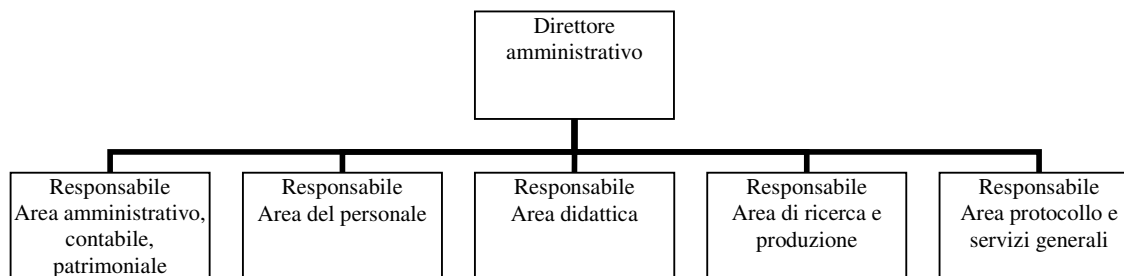 Direttore
amministrativo
Responsabile
Area amministrativo,
contabile,
patrimoniale
Responsabile
Area del personale
Responsabile
Area didattica
Responsabile
Area di ricerca e
produzione
Responsabile
Area protocollo e
servizi generali